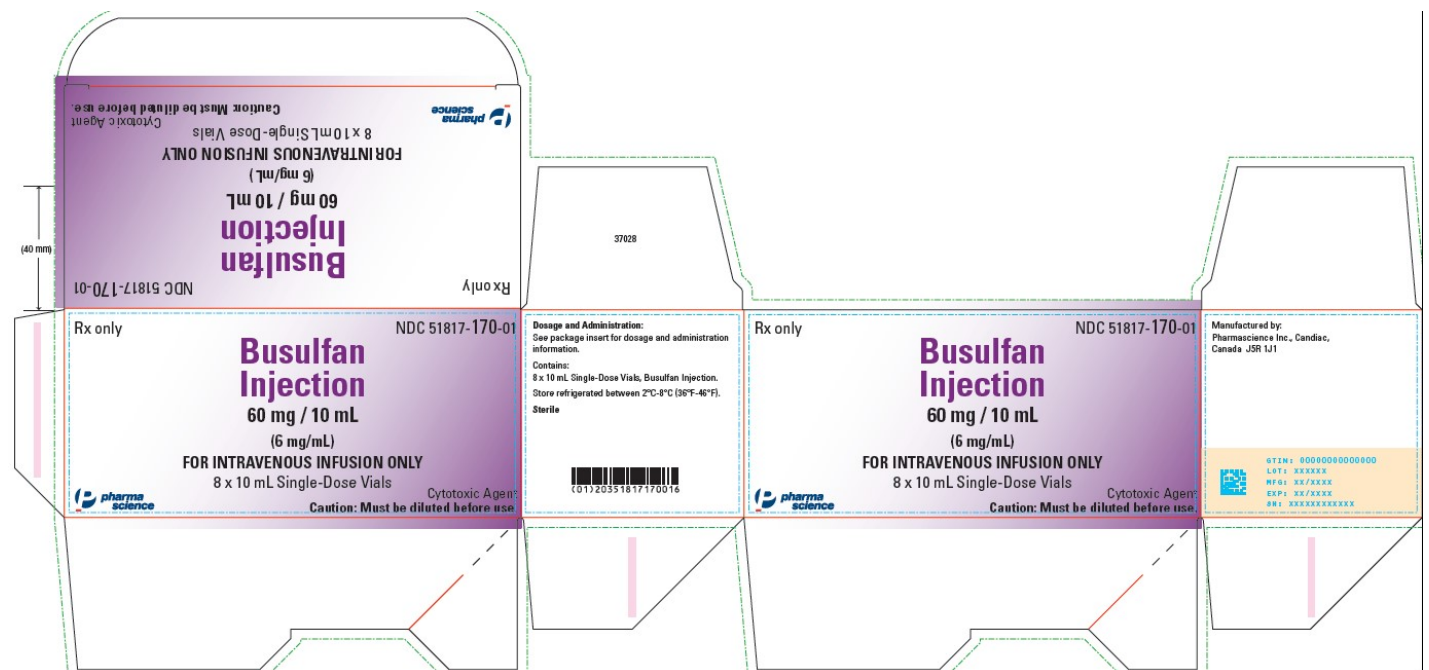 Caution: Must be diluted before use.
Cytotoxic Agent
pharma
science
8 x 10 mL Single-Dose Vials
FOR INTRAVENOUS INFUSION ONLY
(6 mg/mL)
60 mg / 10 mL
Busulfan
Injection
NDC 51817-170-01
Rx only
(40 mm)
37028
Rx only
NDC 51817-170-01
Busulfan
Injection
60 mg / 10 mL
(6 mg/mL)
FOR INTRAVENOUS INFUSION ONLY
8 x 10 mL Single-Dose Vials
pharma
science
Cytotoxic Agent
Caution: Must be diluted before use.
Dosage and Administration:
See package insert for dosage and administration
information.
Contains:
8 x 10 mL Single-Dose Vials, Busulfan Injection.
Store refrigerated between 2°C-8°C (36°F-46°F).
Sterile
(01)20351817170016
Rx only
NDC 51817-170-01
Busulfan
Injection
60 mg / 10 mL
(6 mg/mL)
FOR INTRAVENOUS INFUSION ONLY
8 x 10 mL Single-Dose Vials
pharma
science
Cytotoxic Agent
Caution: Must be diluted before use.
Manufactured by:
Pharmascience Inc., Candiac,
Canada J5R 1J1
GTIN: 00000000000000
LOT: XXXXXX
MFG: XX/XXXX
EXP: XX/XXXX
SN: XXXXXXXXXXXX